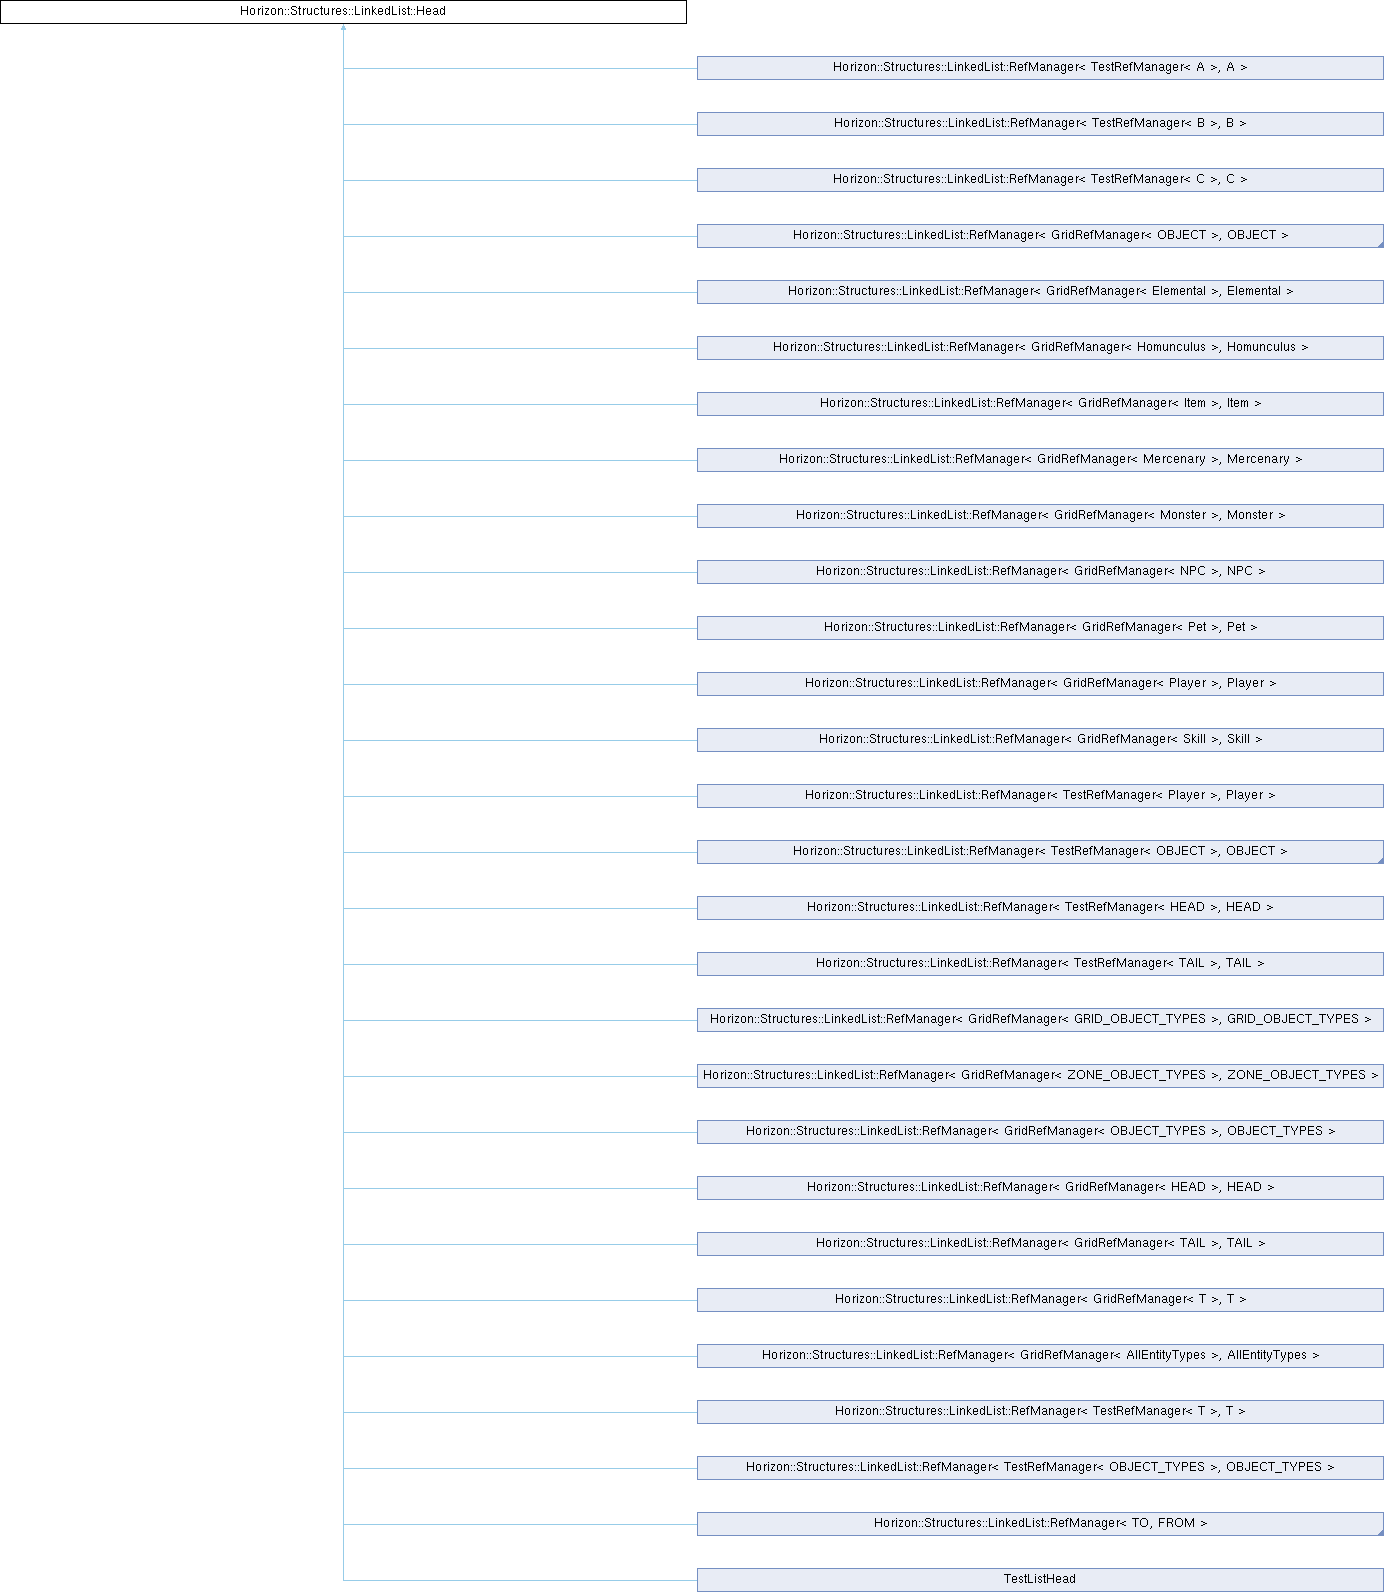 Horizon::Structures::LinkedList::Head
Horizon::Structures::LinkedList::RefManager< TestRefManager< A >, A >
Horizon::Structures::LinkedList::RefManager< TestRefManager< B >, B >
Horizon::Structures::LinkedList::RefManager< TestRefManager< C >, C >
Horizon::Structures::LinkedList::RefManager< GridRefManager< OBJECT >, OBJECT >
Horizon::Structures::LinkedList::RefManager< GridRefManager< Elemental >, Elemental >
Horizon::Structures::LinkedList::RefManager< GridRefManager< Homunculus >, Homunculus >
Horizon::Structures::LinkedList::RefManager< GridRefManager< Item >, Item >
Horizon::Structures::LinkedList::RefManager< GridRefManager< Mercenary >, Mercenary >
Horizon::Structures::LinkedList::RefManager< GridRefManager< Monster >, Monster >
Horizon::Structures::LinkedList::RefManager< GridRefManager< NPC >, NPC >
Horizon::Structures::LinkedList::RefManager< GridRefManager< Pet >, Pet >
Horizon::Structures::LinkedList::RefManager< GridRefManager< Player >, Player >
Horizon::Structures::LinkedList::RefManager< GridRefManager< Skill >, Skill >
Horizon::Structures::LinkedList::RefManager< TestRefManager< Player >, Player >
Horizon::Structures::LinkedList::RefManager< TestRefManager< OBJECT >, OBJECT >
Horizon::Structures::LinkedList::RefManager< TestRefManager< HEAD >, HEAD >
Horizon::Structures::LinkedList::RefManager< TestRefManager< TAIL >, TAIL >
Horizon::Structures::LinkedList::RefManager< GridRefManager< GRID_OBJECT_TYPES >, GRID_OBJECT_TYPES >
Horizon::Structures::LinkedList::RefManager< GridRefManager< ZONE_OBJECT_TYPES >, ZONE_OBJECT_TYPES >
Horizon::Structures::LinkedList::RefManager< GridRefManager< OBJECT_TYPES >, OBJECT_TYPES >
Horizon::Structures::LinkedList::RefManager< GridRefManager< HEAD >, HEAD >
Horizon::Structures::LinkedList::RefManager< GridRefManager< TAIL >, TAIL >
Horizon::Structures::LinkedList::RefManager< GridRefManager< T >, T >
Horizon::Structures::LinkedList::RefManager< GridRefManager< AllEntityTypes >, AllEntityTypes >
Horizon::Structures::LinkedList::RefManager< TestRefManager< T >, T >
Horizon::Structures::LinkedList::RefManager< TestRefManager< OBJECT_TYPES >, OBJECT_TYPES >
Horizon::Structures::LinkedList::RefManager< TO, FROM >
TestListHead